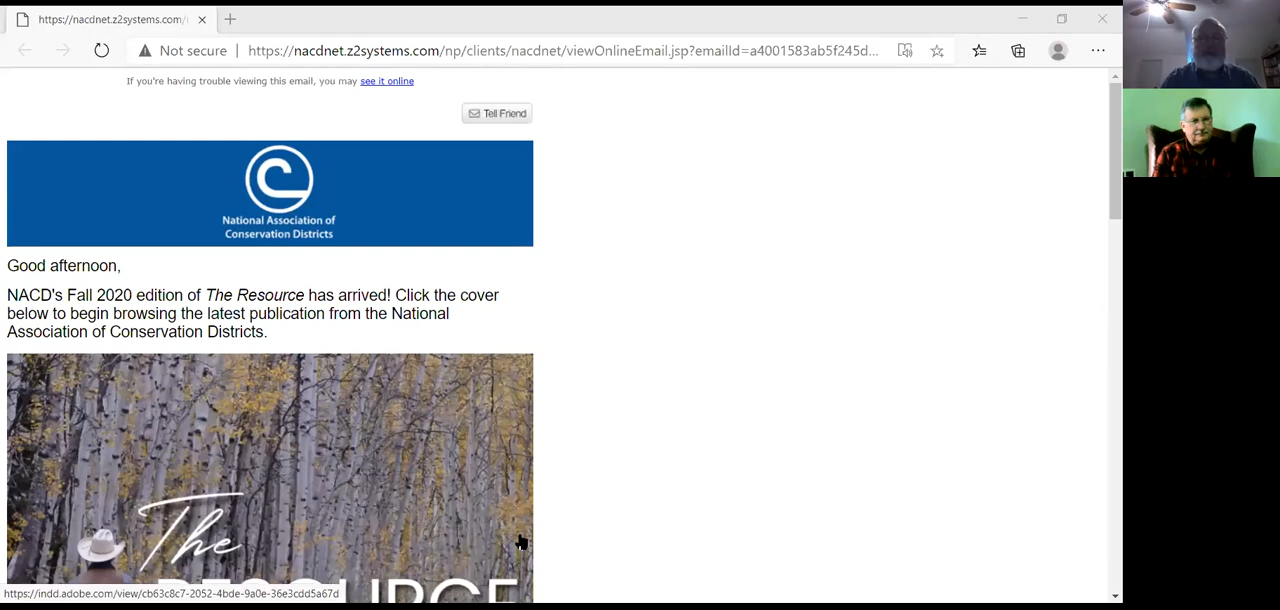 https://nacdnet.z2systems.com/
Not secure
https://nacdnet.z2systems.com/np/clients/nacdnet/viewOnlineEmail.jsp?emailId=a4001583ab5f245d...
If you're having trouble viewing this email, you may see it online
Tell Friend
National Association of
Conservation Districts
Good afternoon,
NACD's Fall 2020 edition of The Resource has arrived! Click the cover
below to begin browsing the latest publication from the National
Association of Conservation Districts.
The
RESOURCE
https://indd.adobe.com/view/cb63c8c7-2052-4bde-9a0e-36e3cdd5a67d